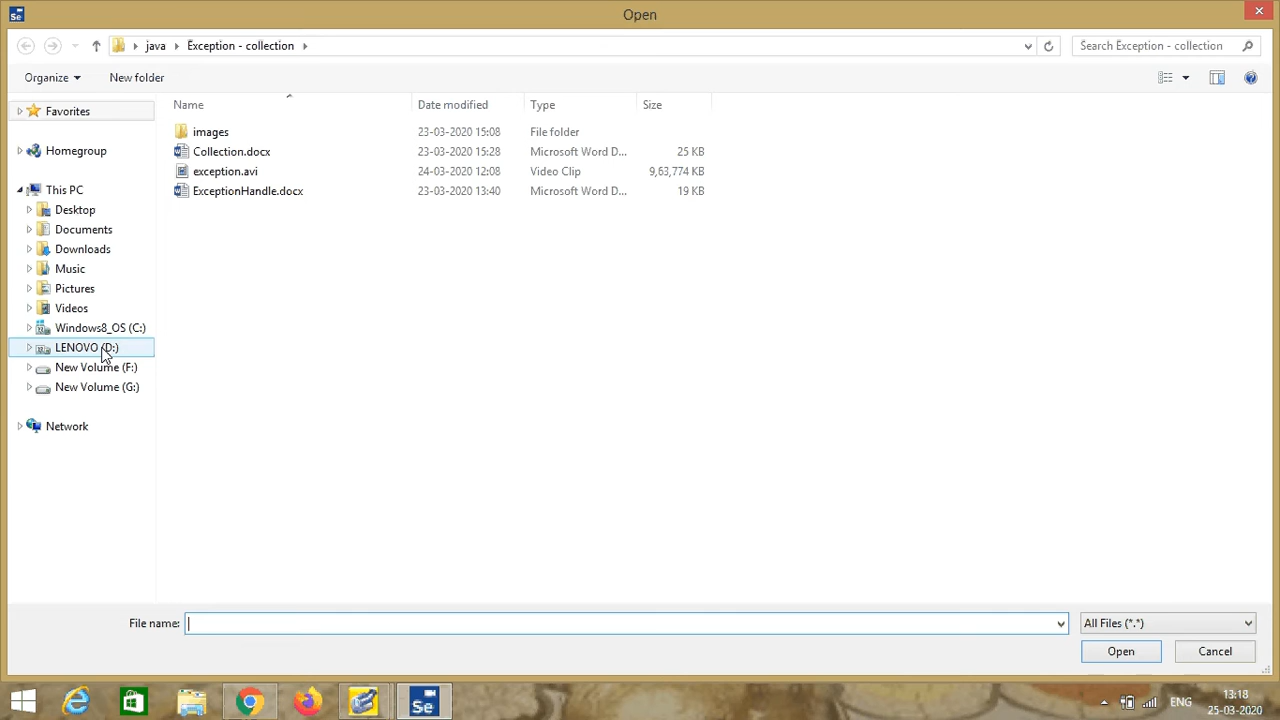 Se
Open
java Exception - collection
Search Exception - collection
Organize
New folder
Name Date modified Type Size
Favorites
Homegroup
This PC
Desktop
Documents
Downloads
Music
Pictures
Videos
Windows8_OS (C:)
LENOVO (D:)
New Volume (F:)
New Volume (G:)
Network
images 23-03-2020 15:08 File folder
Collection.docx 23-03-2020 15:28 Microsoft Word D... 25 KB
exception.avi 24-03-2020 12:08 Video Clip 9,63,774 KB
ExceptionHandle.docx 23-03-2020 13:40 Microsoft Word D... 19 KB
File name:
All Files (*.*)
Open
Cancel
Se
ENG
13:18
25-03-2020